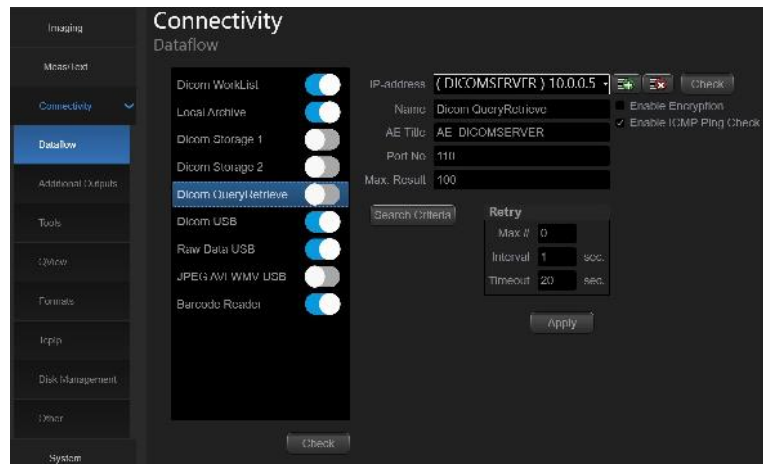 Connectivity
Dataflow
Imaging
Meas/Text
Connectivity
Dataflow
Additional Outputs
Tools
QView
Formats
Tcpip
Disk Management
Other
System
Dicom WorkList
Local Archive
Dicom Storage 1
Dicom Storage 2
Dicom QueryRetrieve
Dicom USB
Raw Data USB
JPEG AVI WMV USB
Barcode Reader
Check
IP-address ( DICOMSERVER ) 10.0.0.5 Check
Name Dicom QueryRetrieve
Enable Encryption
AE Title AE_DICOMSERVER
Enable ICMP Ping Check
Port No 110
Max. Result 100
Search Criteria
Retry
Max # 0
Interval 1 sec.
Timeout 20 sec.
Apply